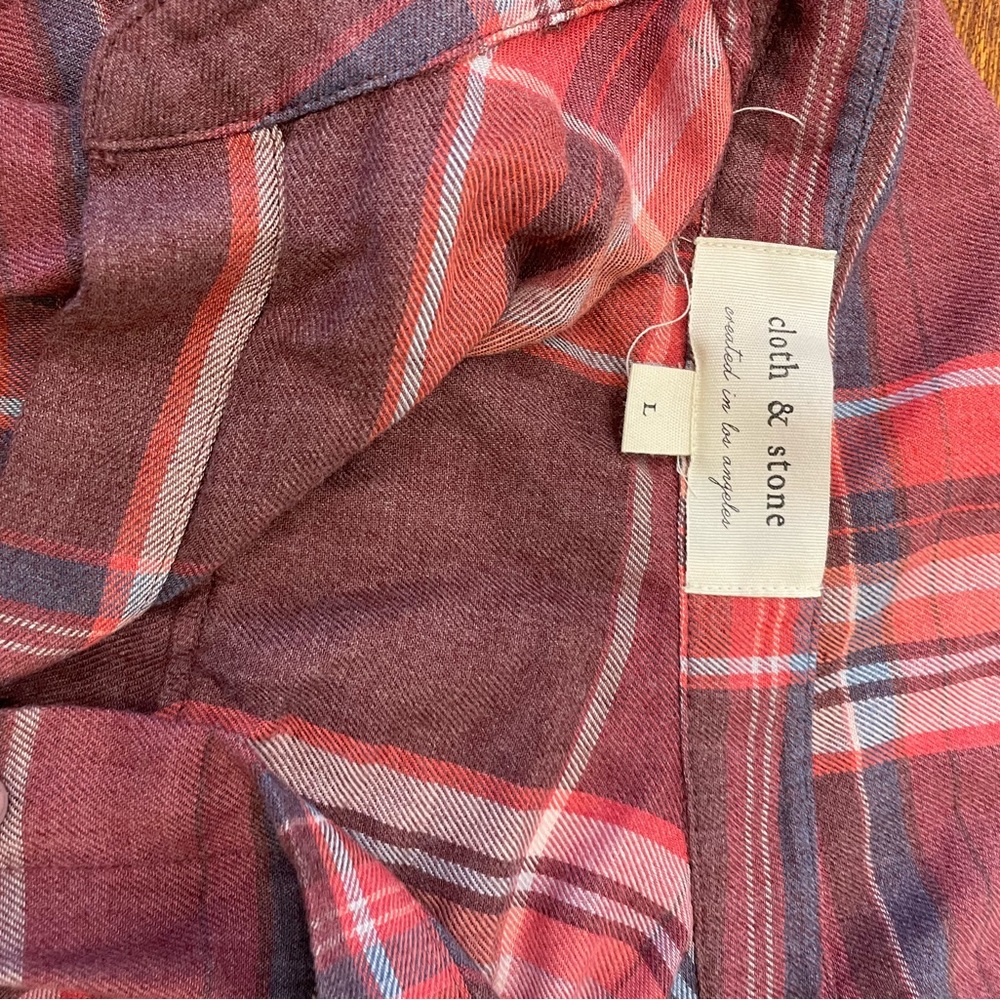 cloth & stone
created in los angeles
L